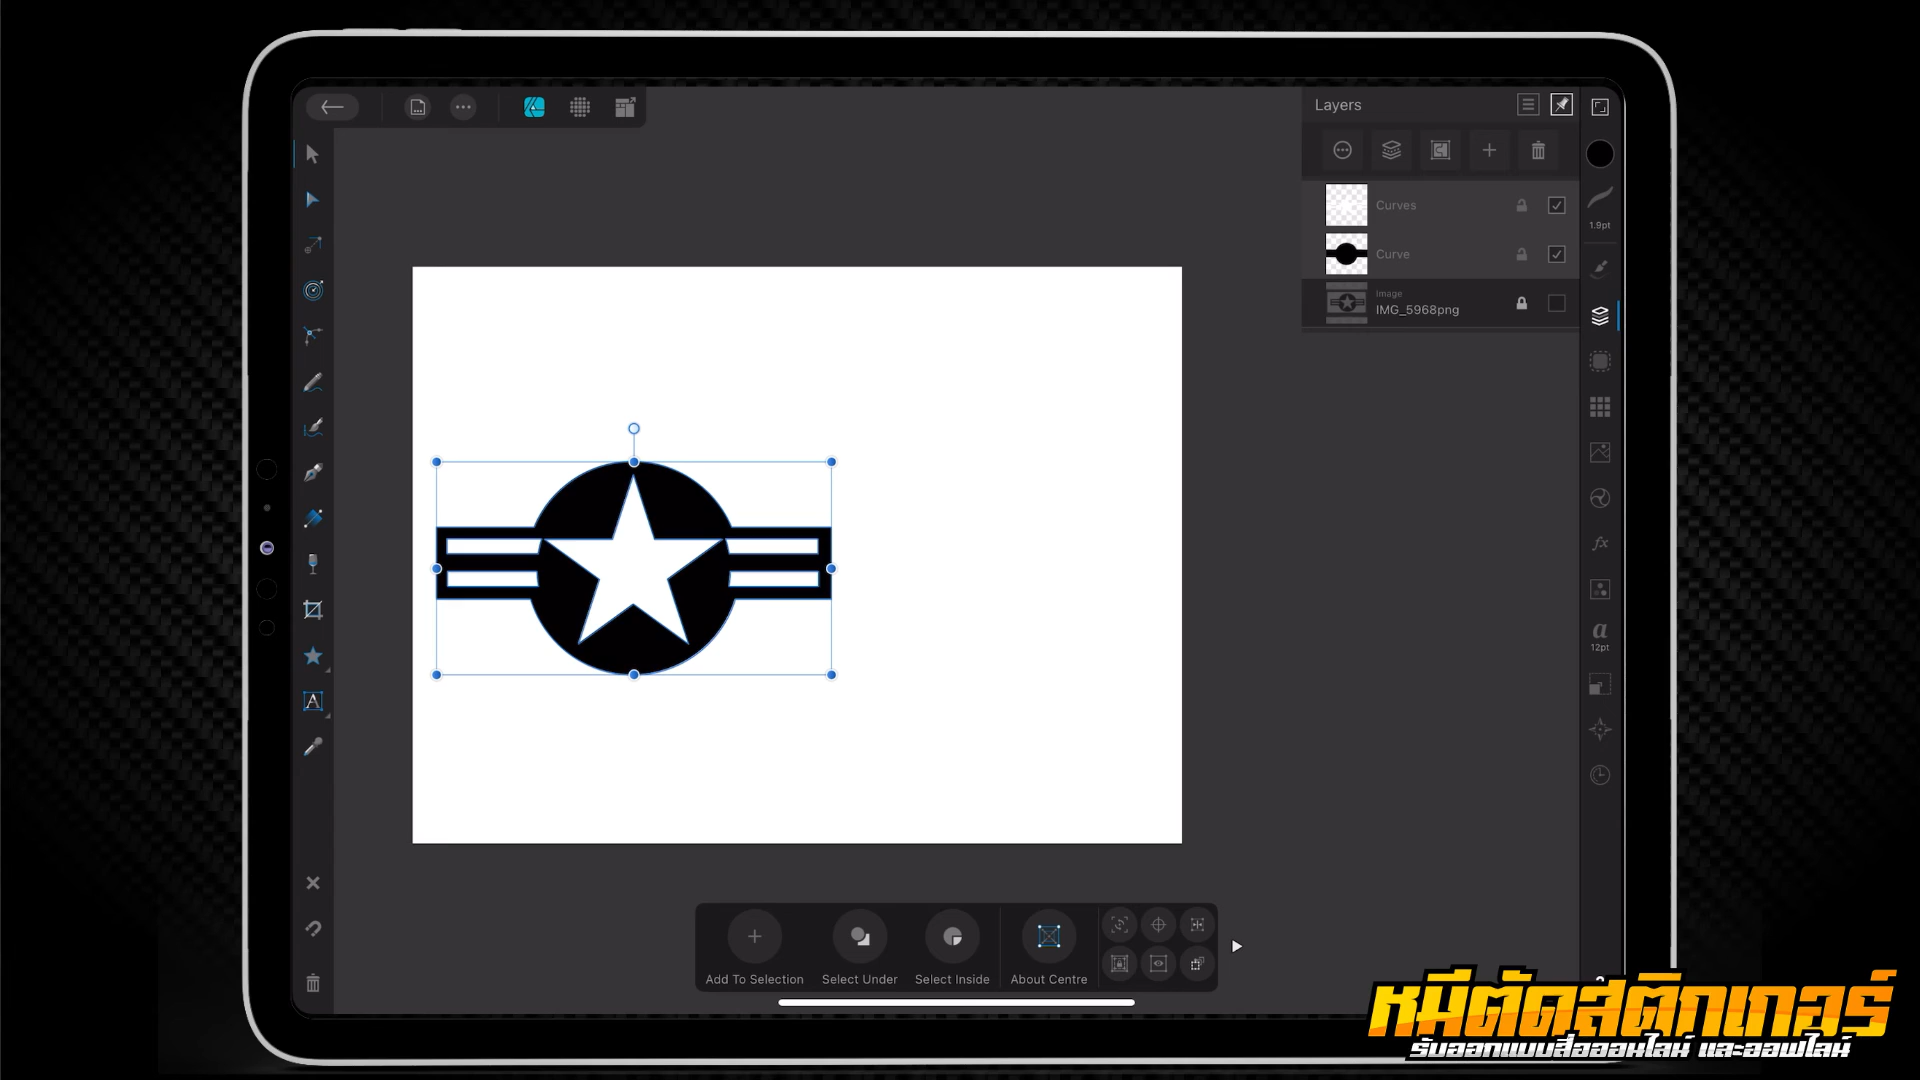 Layers
Curves
Curve
Image
IMG_5968png
1.9pt
fx
a
12pt
A
Add To Selection
Select Under
Select Inside
About Centre
หมีตัดสติกเกอร์
รับออกแบบสื่อออนไลน์ และออฟไลน์